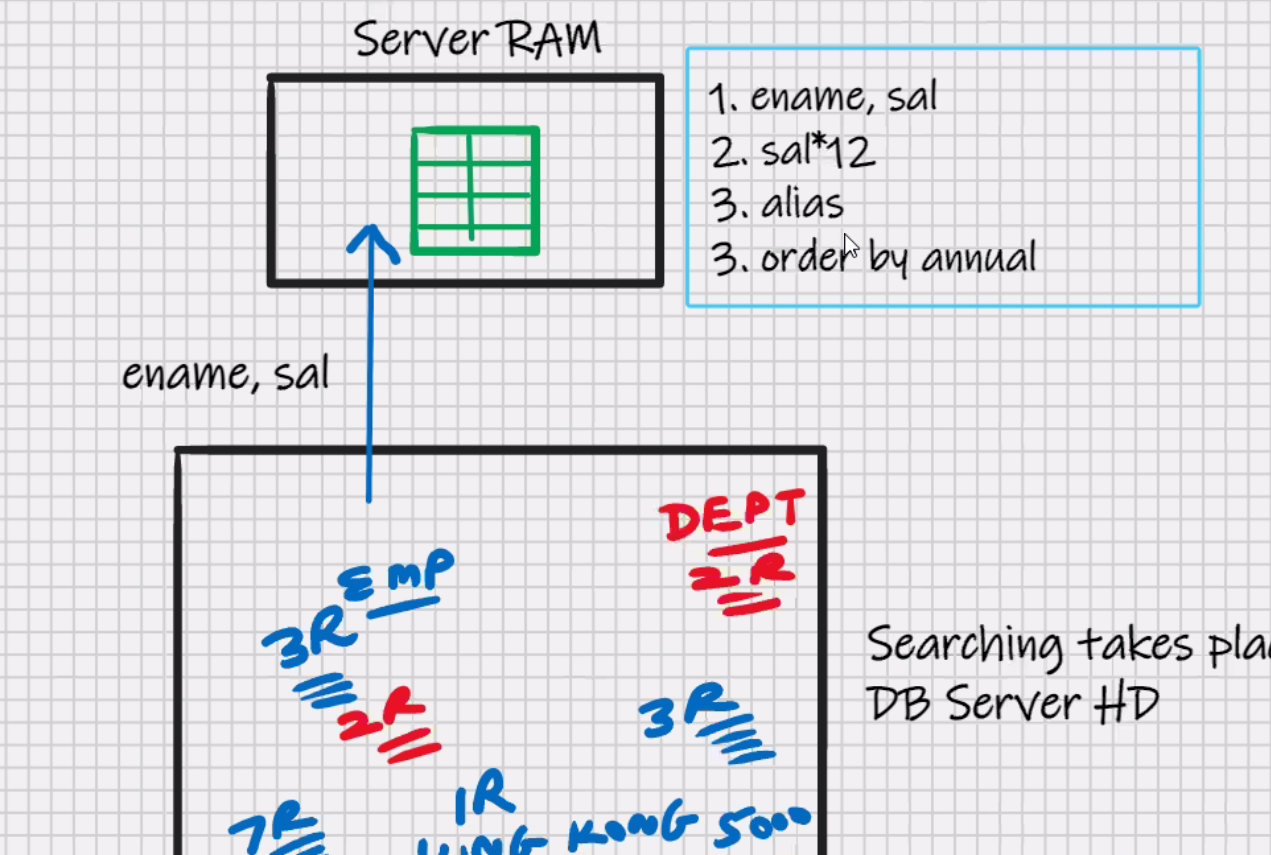 Server RAM
1. ename, sal
2. sal*12
3. alias
3. order by annual
ename, sal
DEPT
2R
EMP
3R
2R
3R
Searching takes
DB Server HD
1R
7R
KONG 5000